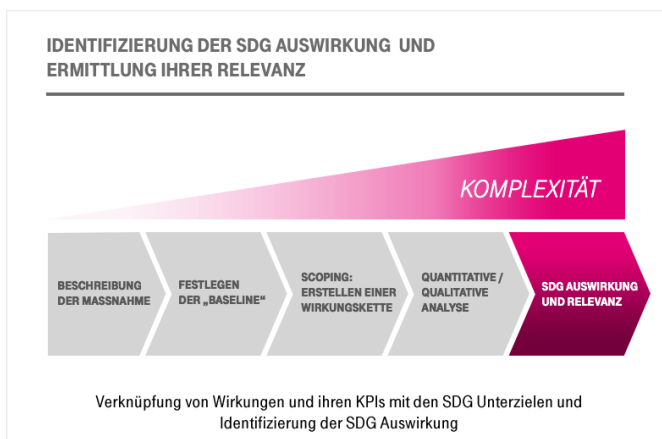 IDENTIFIZIERUNG DER SDG AUSWIRKUNG UND
ERMITTLUNG IHRER RELEVANZ
KOMPLEXITÄT
BESCHREIBUNG
DER MASSNAHME
FESTLEGEN
DER „BASELINE“
SCOPING:
ERSTELLEN EINER
WIRKUNGSKETTE
QUANTITATIVE /
QUALITATIVE
ANALYSE
SDG AUSWIRKUNG
UND RELEVANZ
Verknüpfung von Wirkungen und ihren KPIs mit den SDG Unterzielen und
Identifizierung der SDG Auswirkung